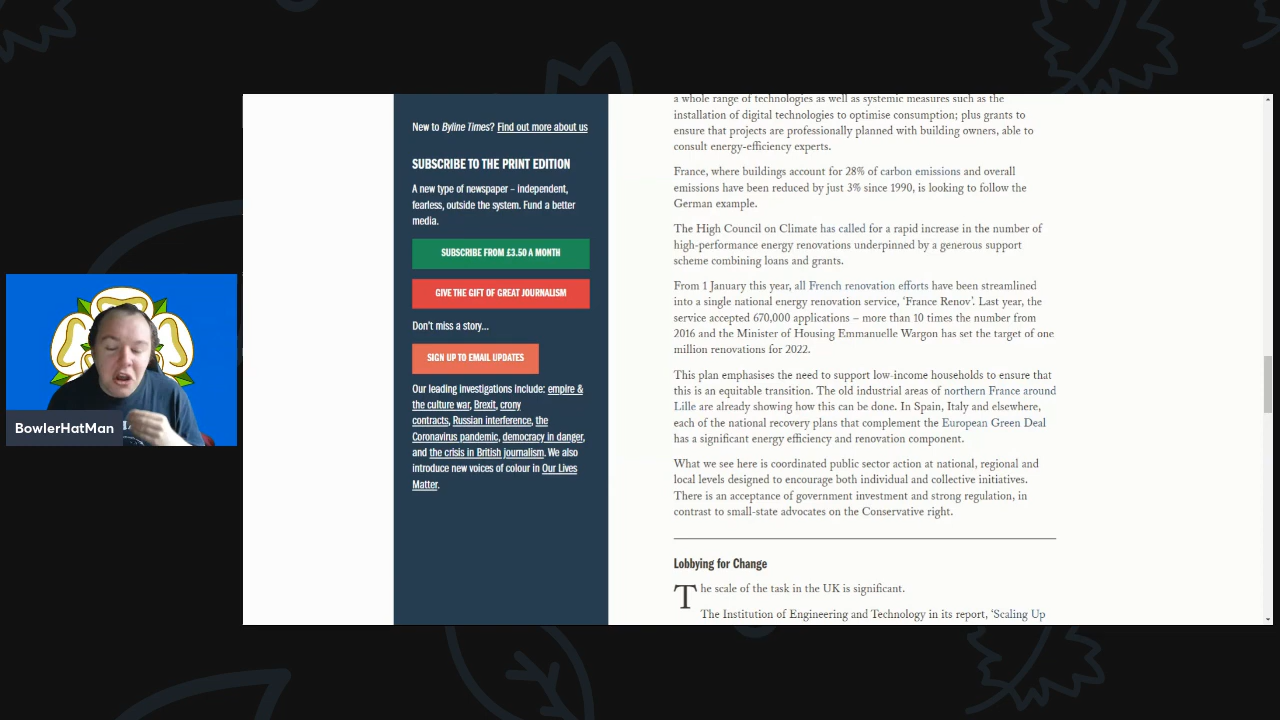 New to Byline Times? Find out more about us
SUBSCRIBE TO THE PRINT EDITION
A new type of newspaper – independent,
fearless, outside the system. Fund a better
media.
SUBSCRIBE FROM £3.50 A MONTH
GIVE THE GIFT OF GREAT JOURNALISM
Don't miss a story...
SIGN UP TO EMAIL UPDATES
Our leading investigations include: empire &
the culture war, Brexit, crony
contracts, Russian interference, the
Coronavirus pandemic, democracy in danger,
and the crisis in British journalism. We also
introduce new voices of colour in Our Lives
Matter.
a whole range of technologies as well as systemic measures such as the
installation of digital technologies to optimise consumption; plus grants to
ensure that projects are professionally planned with building owners, able to
consult energy-efficiency experts.
France, where buildings account for 28% of carbon emissions and overall
emissions have been reduced by just 3% since 1990, is looking to follow the
German example.
The High Council on Climate has called for a rapid increase in the number of
high-performance energy renovations underpinned by a generous support
scheme combining loans and grants.
From 1 January this year, all French renovation efforts have been streamlined
into a single national energy renovation service, ‘France Renov’. Last year, the
service accepted 670,000 applications – more than 10 times the number from
2016 and the Minister of Housing Emmanuelle Wargon has set the target of one
million renovations for 2022.
This plan emphasises the need to support low-income households to ensure that
this is an equitable transition. The old industrial areas of northern France around
Lille are already showing how this can be done. In Spain, Italy and elsewhere,
each of the national recovery plans that complement the European Green Deal
has a significant energy efficiency and renovation component.
What we see here is coordinated public sector action at national, regional and
local levels designed to encourage both individual and collective initiatives.
There is an acceptance of government investment and strong regulation, in
contrast to small-state advocates on the Conservative right.
Lobbying for Change
The scale of the task in the UK is significant.
The Institution of Engineering and Technology in its report, ‘Scaling Up
BowlerHatMan